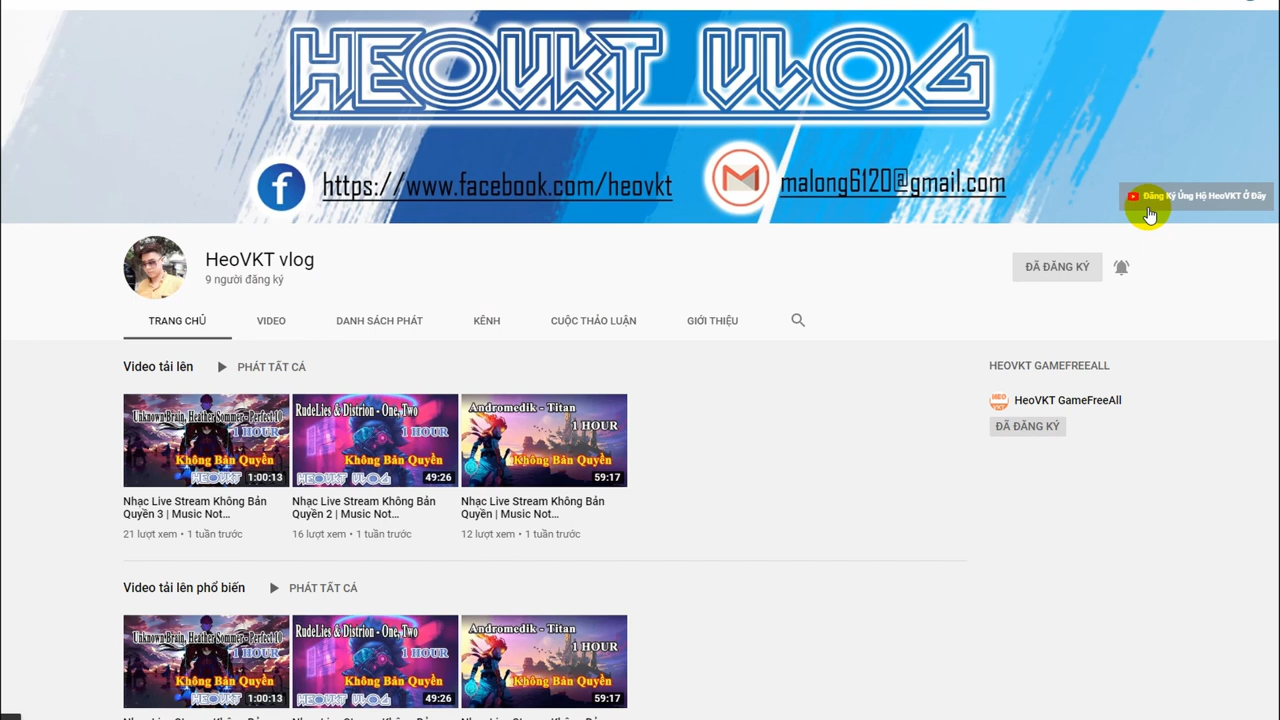 HEOVKT VLOG
https://www.facebook.com/heovkt
malong6120@gmail.com
Đăng Ký Ủng Hộ HeoVKT Ở Đây
HeoVKT vlog
9 người đăng ký
ĐÃ ĐĂNG KÝ
TRANG CHỦ
VIDEO
DANH SÁCH PHÁT
KÊNH
CUỘC THẢO LUẬN
GIỚI THIỆU
Video tải lên
PHÁT TẤT CẢ
HEOVKT GAMEFREEALL
HEO
VKT
HeoVKT GameFreeAll
ĐÃ ĐĂNG KÝ
UnknownBrain, Heather Sommer - Perfect 10
1 HOUR
Không Bản Quyền
HEOVKT
1:00:13
RudeLies & Distrion - One, Two
1 HOUR
Không Bản Quyền
HEOVKT VLOG
49:26
Andromedik - Titan
1 HOUR
Không Bản Quyền
59:17
Nhạc Live Stream Không Bản
Quyền 3 | Music Not...
21 lượt xem • 1 tuần trước
Nhạc Live Stream Không Bản
Quyền 2 | Music Not...
16 lượt xem • 1 tuần trước
Nhạc Live Stream Không Bản
Quyền | Music Not...
12 lượt xem • 1 tuần trước
Video tải lên phổ biến
PHÁT TẤT CẢ
UnknownBrain, Heather Sommer - Perfect 10
1 HOUR
Không Bản Quyền
HEOVKT
1:00:13
RudeLies & Distrion - One, Two
1 HOUR
Không Bản Quyền
HEOVKT VLOG
49:26
Andromedik - Titan
1 HOUR
Không Bản Quyền
59:17